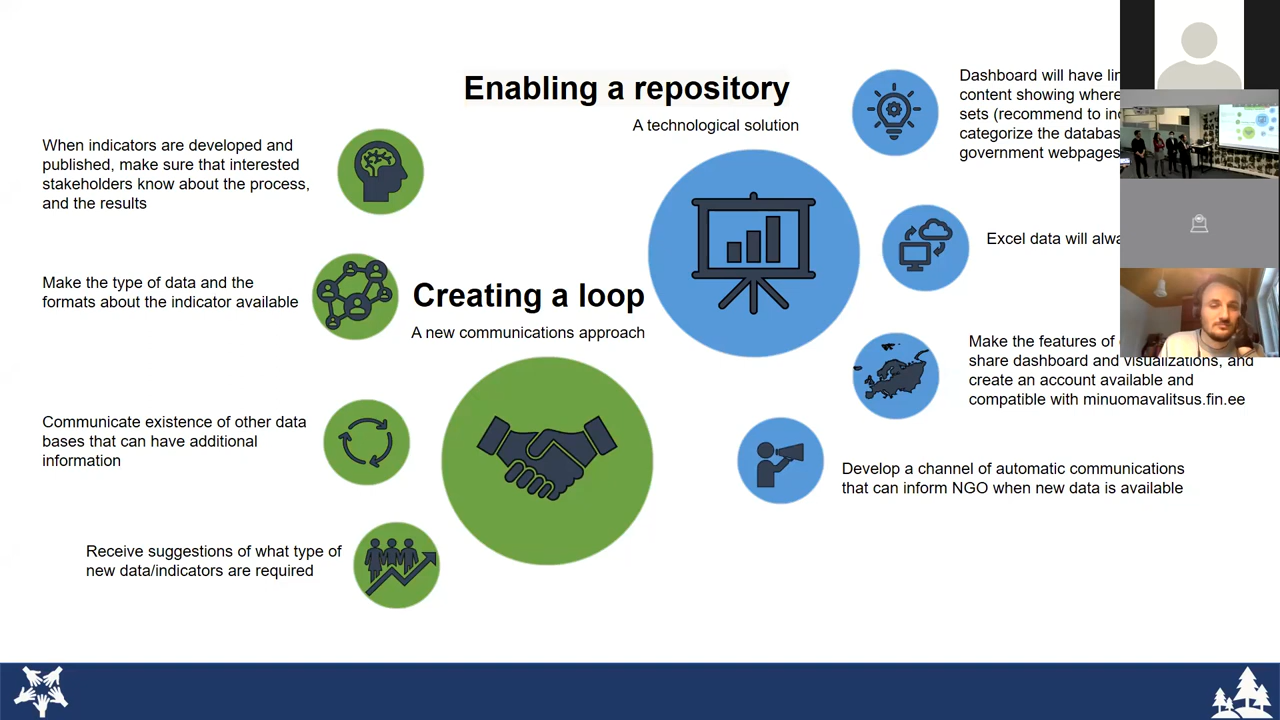 Enabling a repository
A technological solution
When indicators are developed and
published, make sure that interested
stakeholders know about the process,
and the results
Make the type of data and the
formats about the indicator available
Communicate existence of other data
bases that can have additional
information
Receive suggestions of what type of
new data/indicators are required
Creating a loop
A new communications approach
Dashboard will have
content showing where
sets (recommend to
categorize the
government webpages
Excel data will
Make the features of
share dashboard and visualizations, and
create an account available and
compatible with minuomavalitsus.fin.ee
Develop a channel of automatic communications
that can inform NGO when new data is available